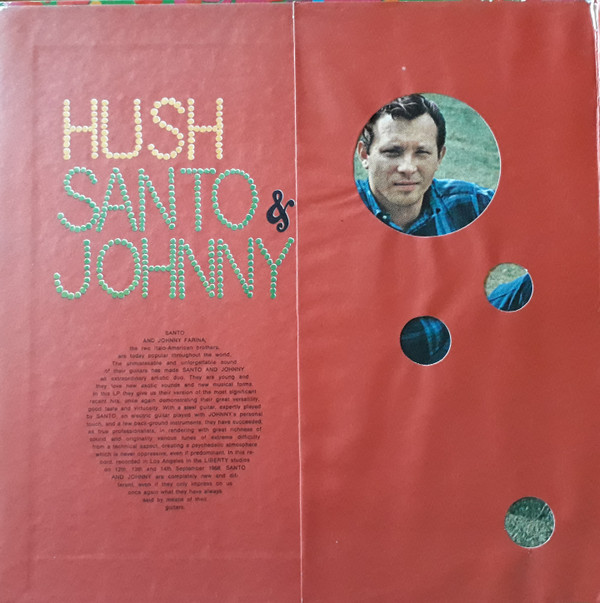 HUSH
SANTO &
JOHNNY
SANTO
AND JOHNNY FARINA,
the two Italo-American brothers,
are today popular throughout the world.
The unmistakable and unforgettable sound
of their guitars has made SANTO AND JOHNNY
an extraordinary artistic duo. They are young and
they love new exotic sounds and new musical forms.
In this LP they give us their version of the most significant
recent hits, once again demonstrating their great versatility,
good taste and virtuosity. With a steel guitar, expertly played
by SANTO, an electric guitar played with JOHNNY's personal
touch, and a few back-ground instruments, they have succeeded,
as true professionalists, in rendering with great richness of
sound and originality various tunes of extreme difficulty
from a technical layout, creating a psychedelic atmosphere
which is never oppressive, even if predominant. In this re-
cord, recorded in Los Angeles in the LIBERTY studios
on 12th, 13th and 14th, September 1968, SANTO
AND JOHNNY are completely new and dif-
ferent, even if they only impress on us
once again what they have always
said by means of their
guitars.